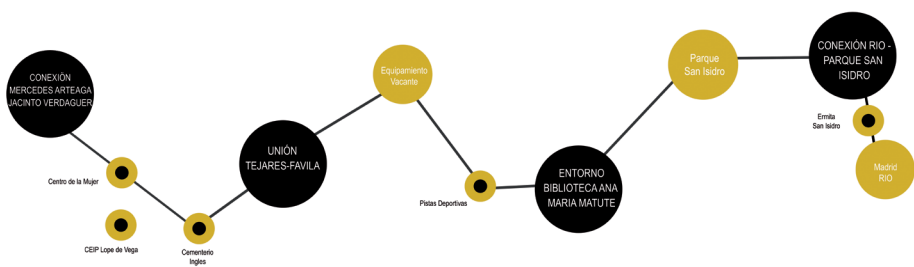 CONEXIÓN
MERCEDES ARTEAGA
JACINTO VERDAGUER
Centro de la Mujer
CEIP Lope de Vega
Cementerio
Ingles
UNIÓN
TEJARES-FAVILA
Equipamiento
Vacante
Pistas Deportivas
ENTORNO
BIBLIOTECA ANA
MARIA MATUTE
Parque
San Isidro
CONEXIÓN RIO -
PARQUE SAN
ISIDRO
Ermita
San Isidro
Madrid
RIO